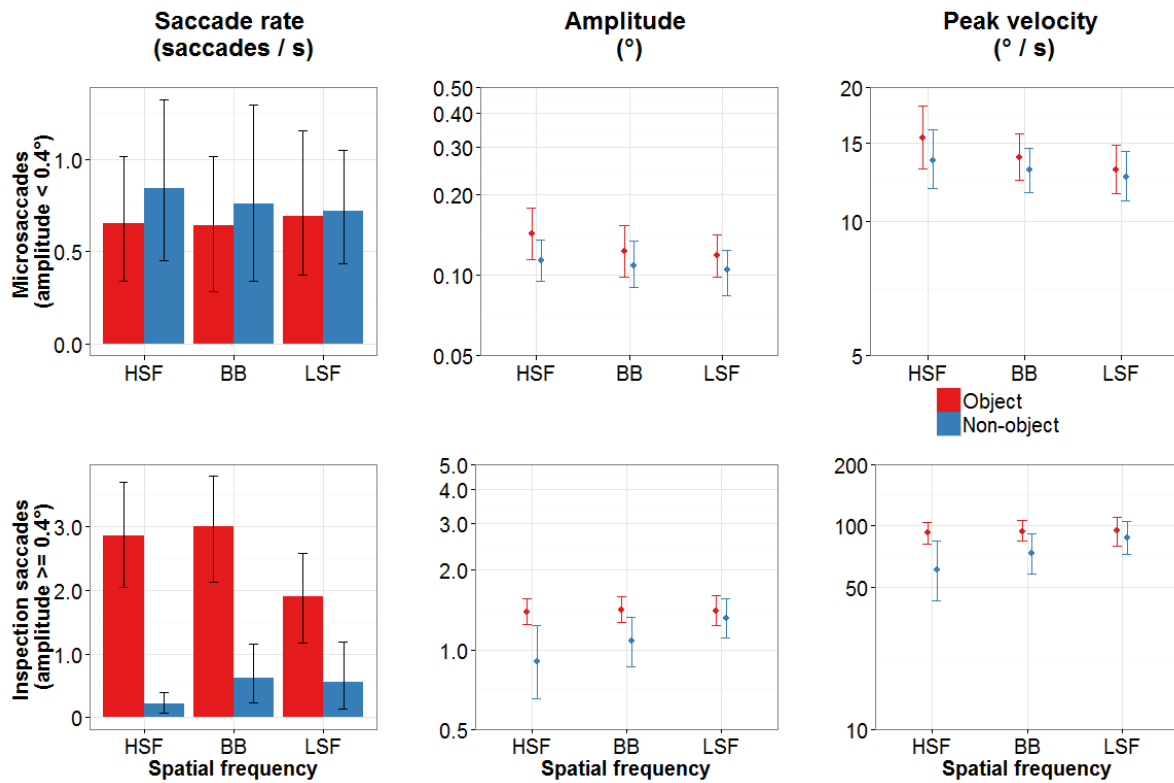 Saccade rate
(saccades / s)
Amplitude
(°)
Peak velocity
(° / s)
Microsaccades
(amplitude < 0.4°)
1.0
0.5
0.0
HSF BB LSF
0.50
0.40
0.30
0.20
0.10
0.05
HSF BB LSF
20
15
10
5
HSF BB LSF
Object
Non-object
Inspection saccades
(amplitude >= 0.4°)
3.0
2.0
1.0
0
HSF BB LSF
Spatial frequency
5.0
4.0
3.0
2.0
1.0
0.5
HSF BB LSF
Spatial frequency
200
100
50
10
HSF BB LSF
Spatial frequency